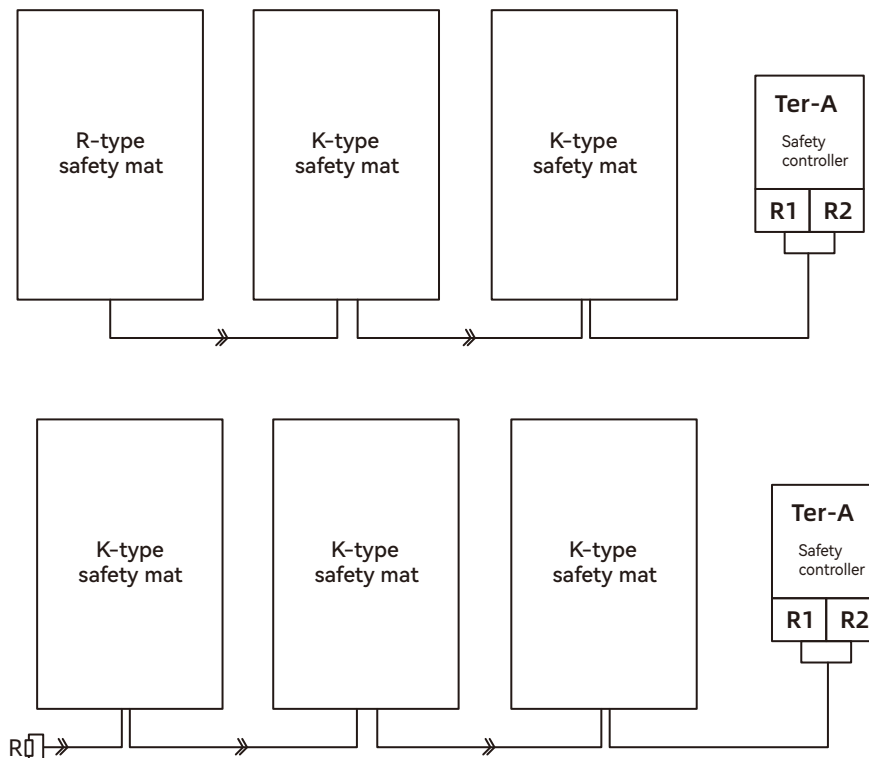 R-type
safety mat
K-type
safety mat
K-type
safety mat
Ter-A
Safety
controller
R1 R2
K-type
safety mat
K-type
safety mat
K-type
safety mat
Ter-A
Safety
controller
R1 R2
R